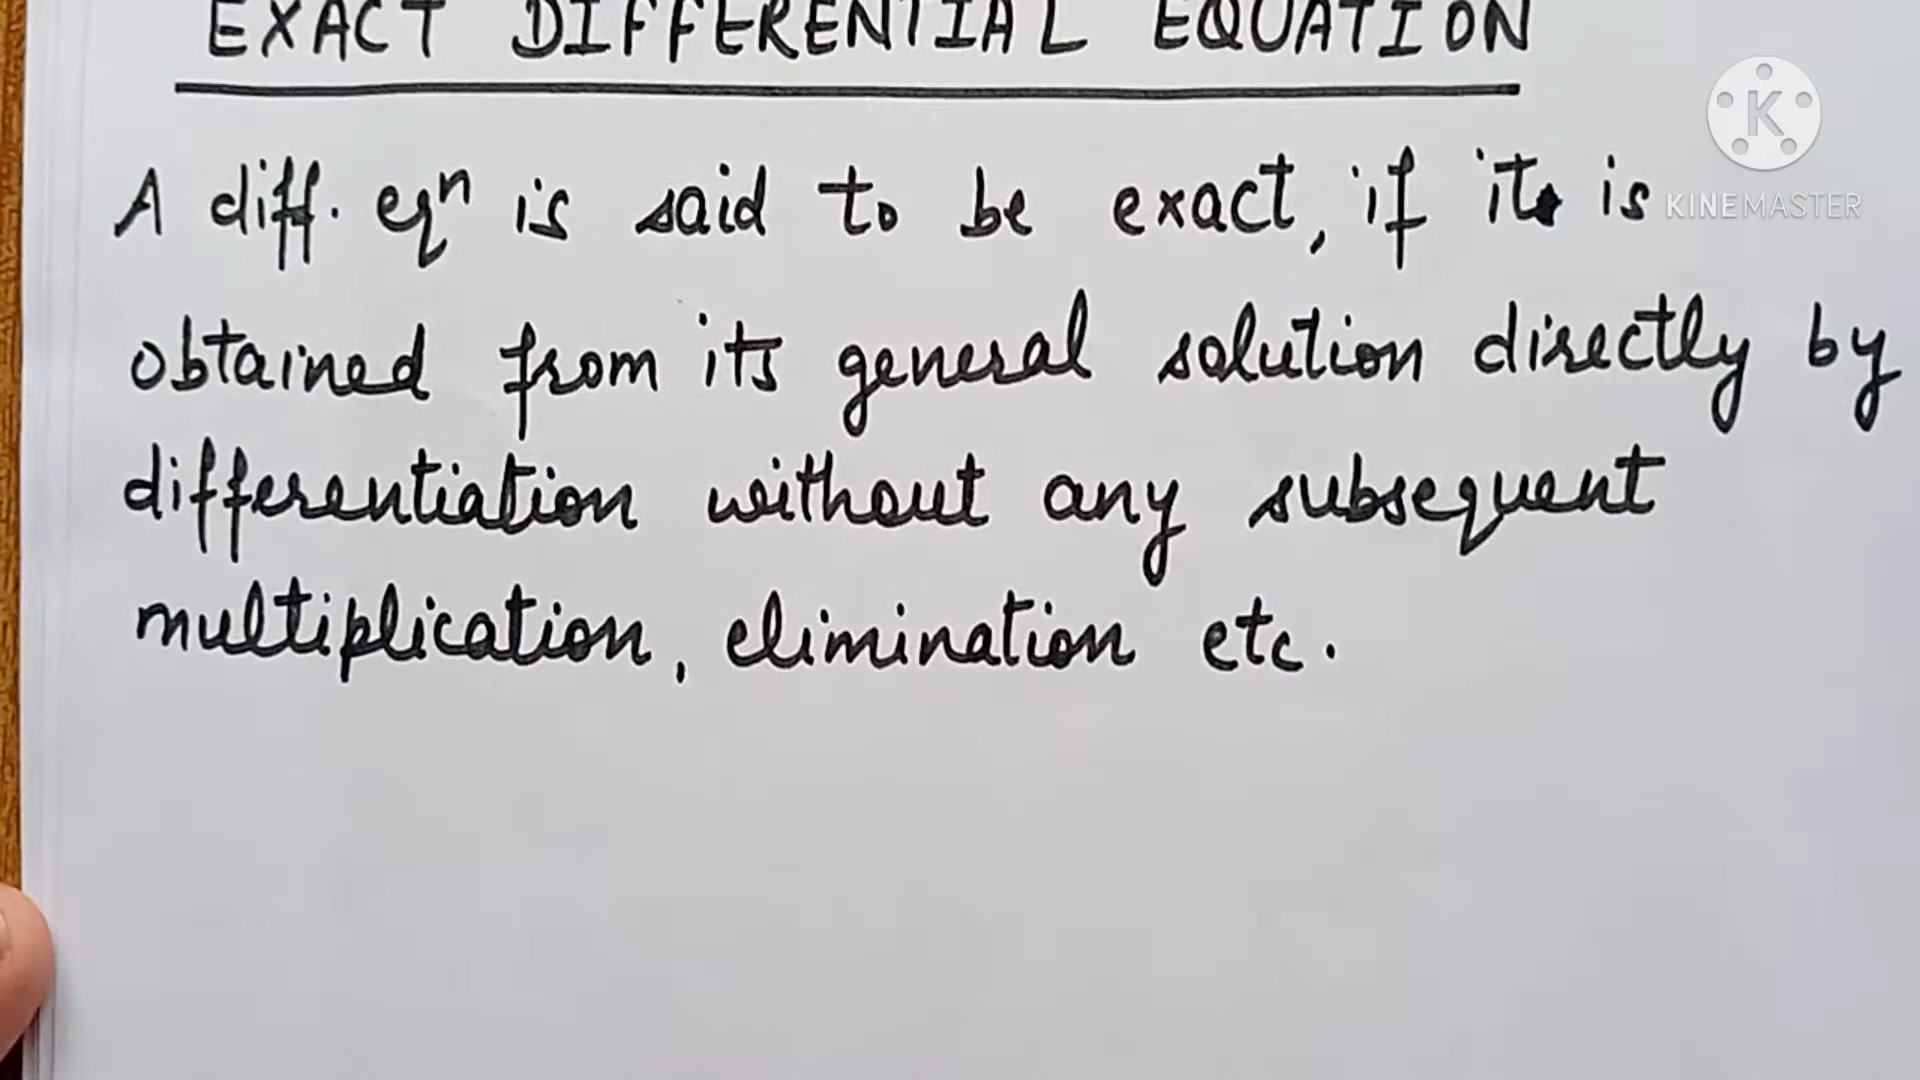 EXACT DIFFERENTIAL EQUATION
K
KINEMASTER
A diff. eqⁿ is said to be exact, if it is
obtained from its general solution directly by
differentiation without any subsequent
multiplication, elimination etc.